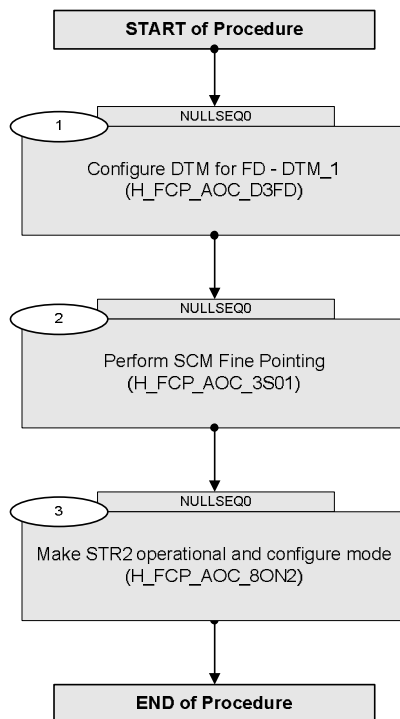 START of Procedure
NULLSEQ0
1
Configure DTM for FD - DTM_1
(H_FCP_AOC_D3FD)
NULLSEQ0
2
Perform SCM Fine Pointing
(H_FCP_AOC_3S01)
NULLSEQ0
3
Make STR2 operational and configure mode
(H_FCP_AOC_8ON2)
END of Procedure